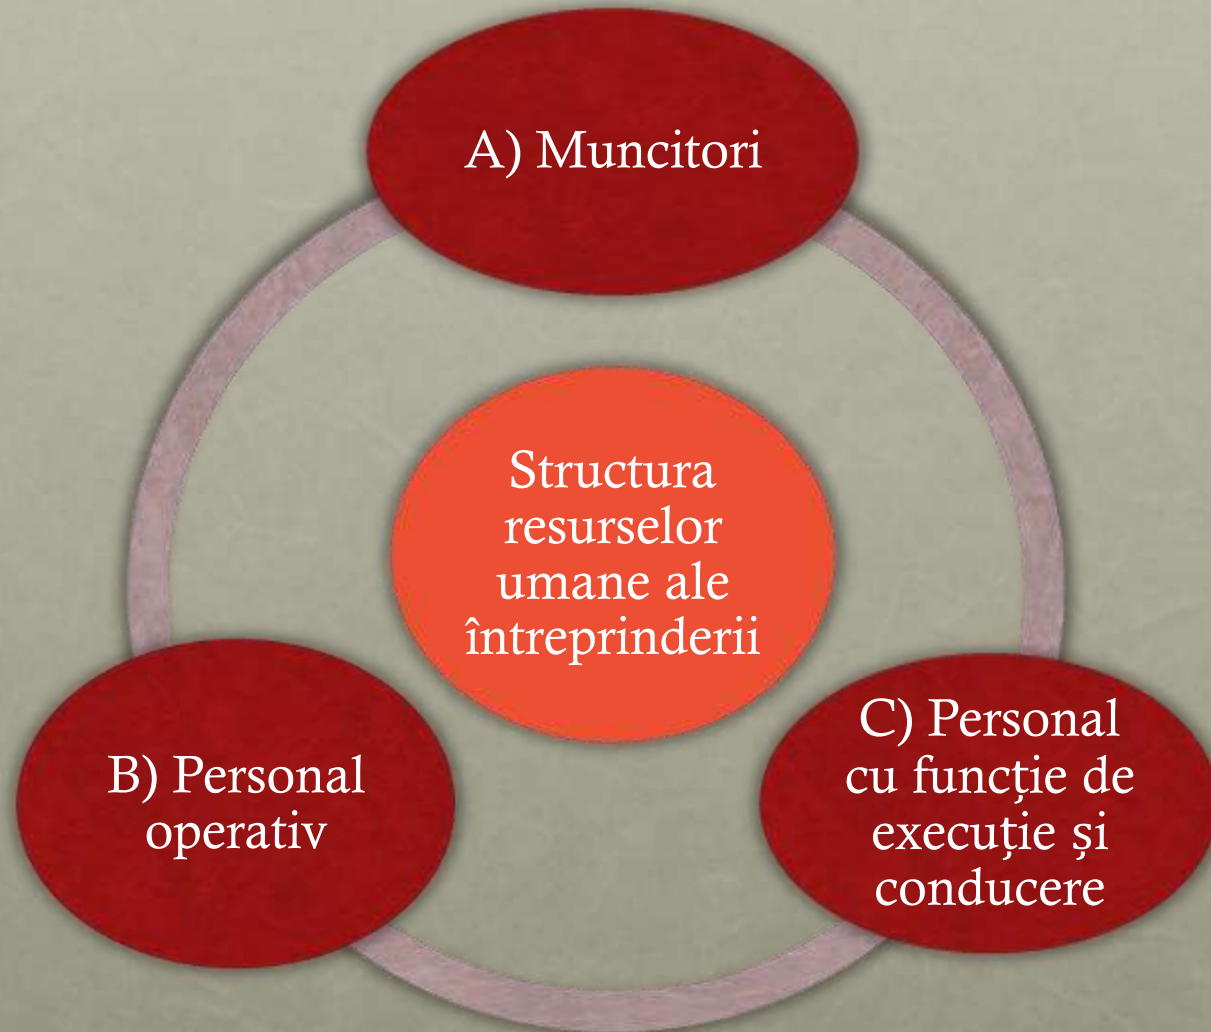 A) Muncitori
Structura
resurselor
umane ale
întreprinderii
B) Personal
operativ
C) Personal
cu funcție de
execuție și
conducere